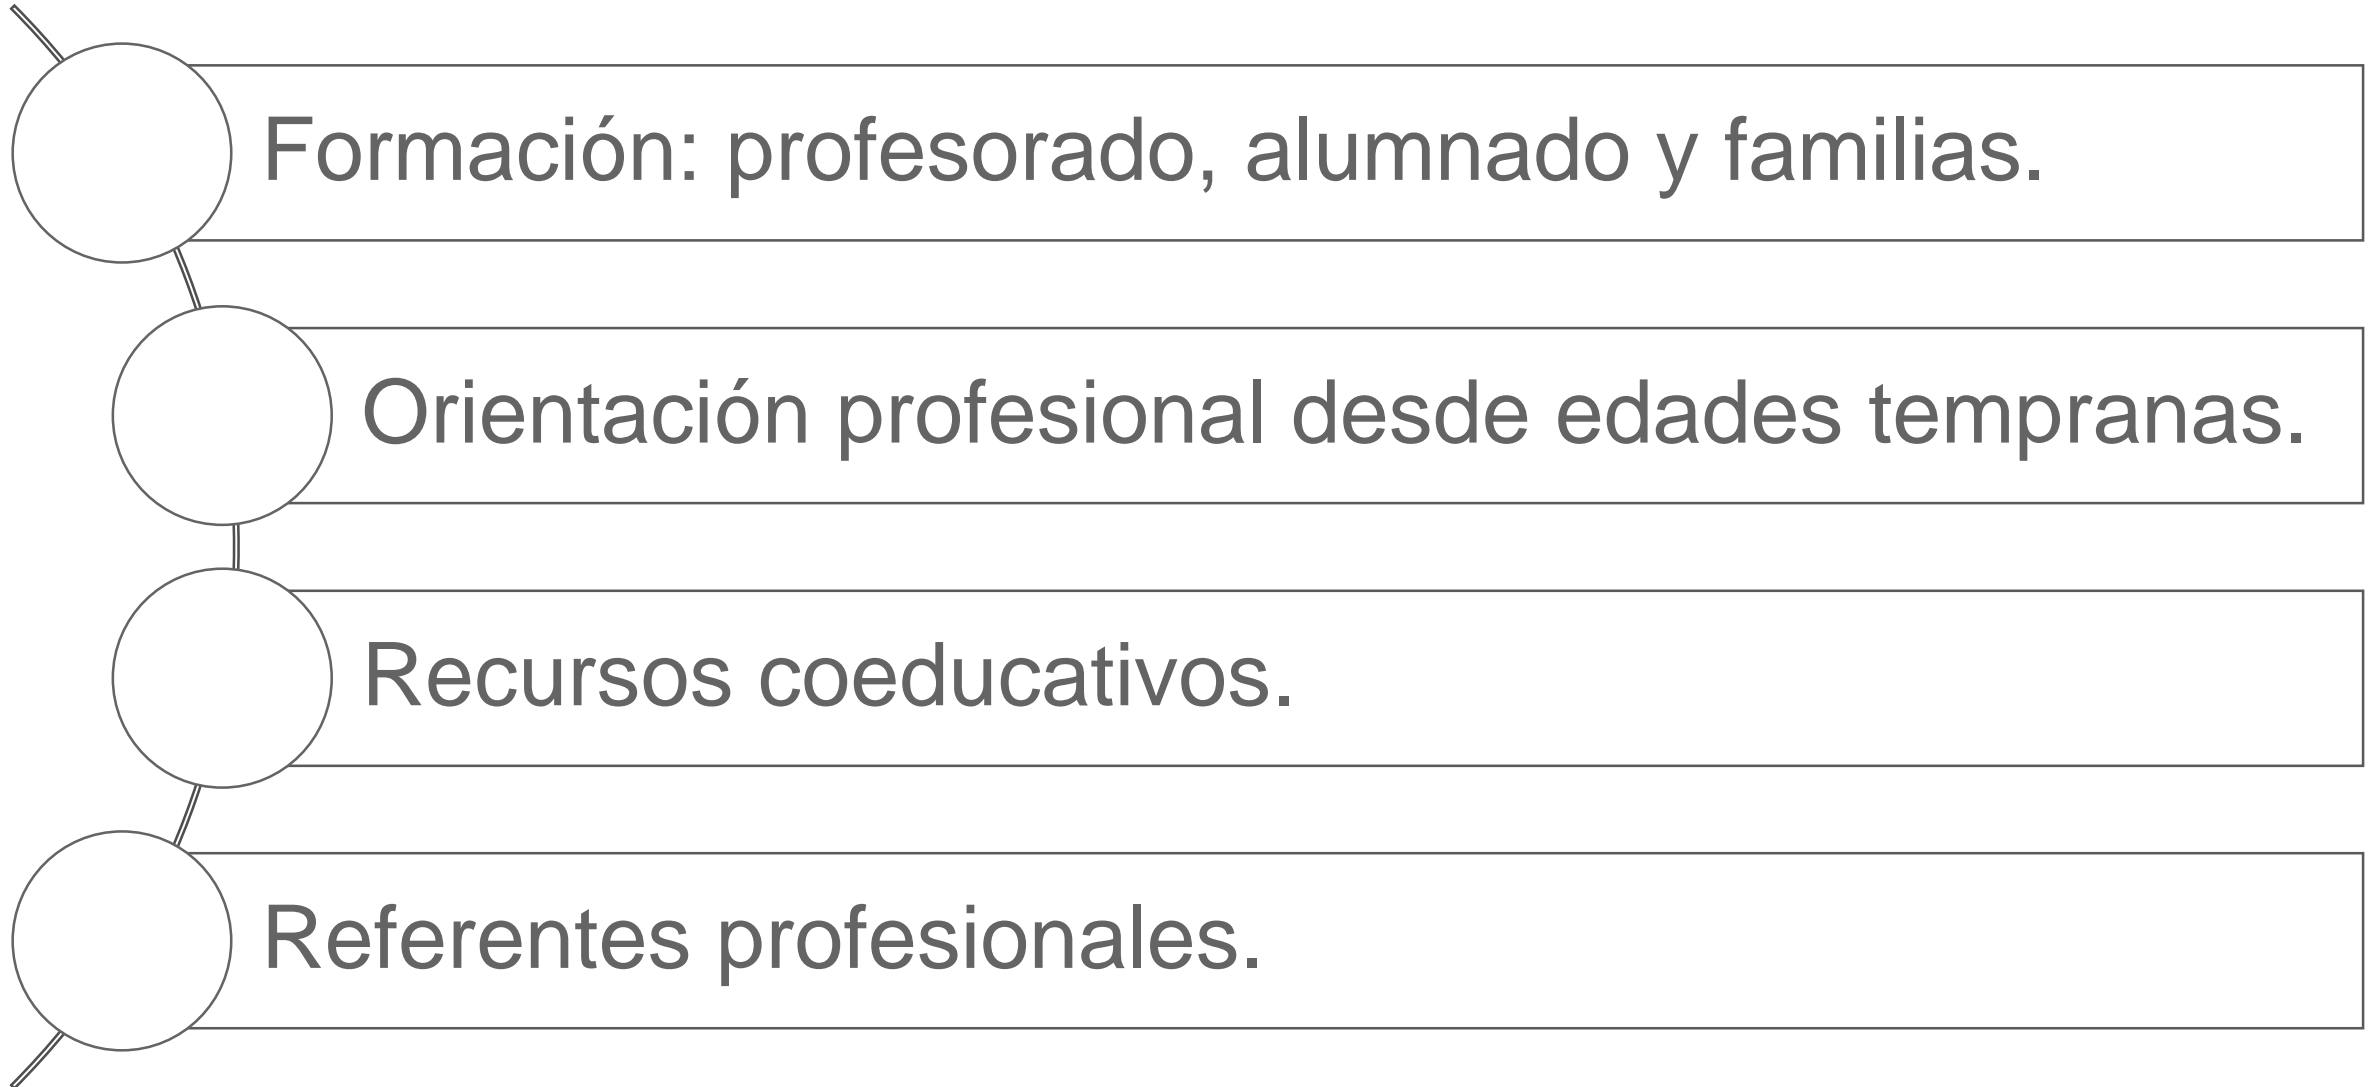 Formación: profesorado, alumnado y familias.
Orientación profesional desde edades tempranas.
Recursos coeducativos.
Referentes profesionales.